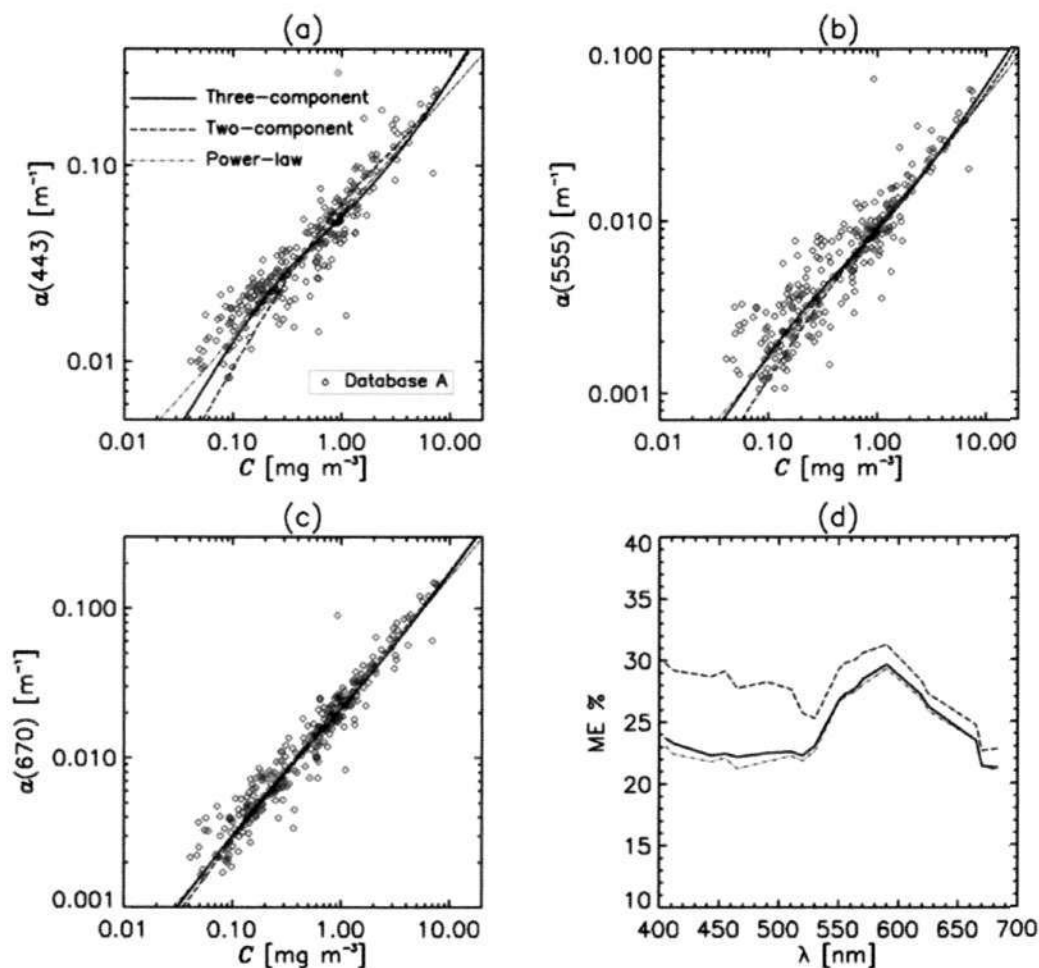 (a)
Three-component
Two-component
Power-law
Database A
0.10
0.01
a(443) [m⁻¹]
0.01 0.10 1.00 10.00
C [mg m⁻³]
(b)
0.100
0.010
0.001
a(555) [m⁻¹]
0.01 0.10 1.00 10.00
C [mg m⁻³]
(c)
0.100
0.010
0.001
a(670) [m⁻¹]
0.01 0.10 1.00 10.00
C [mg m⁻³]
(d)
40
35
30
25
20
15
10
ME %
400 450 500 550 600 650 700
λ [nm]